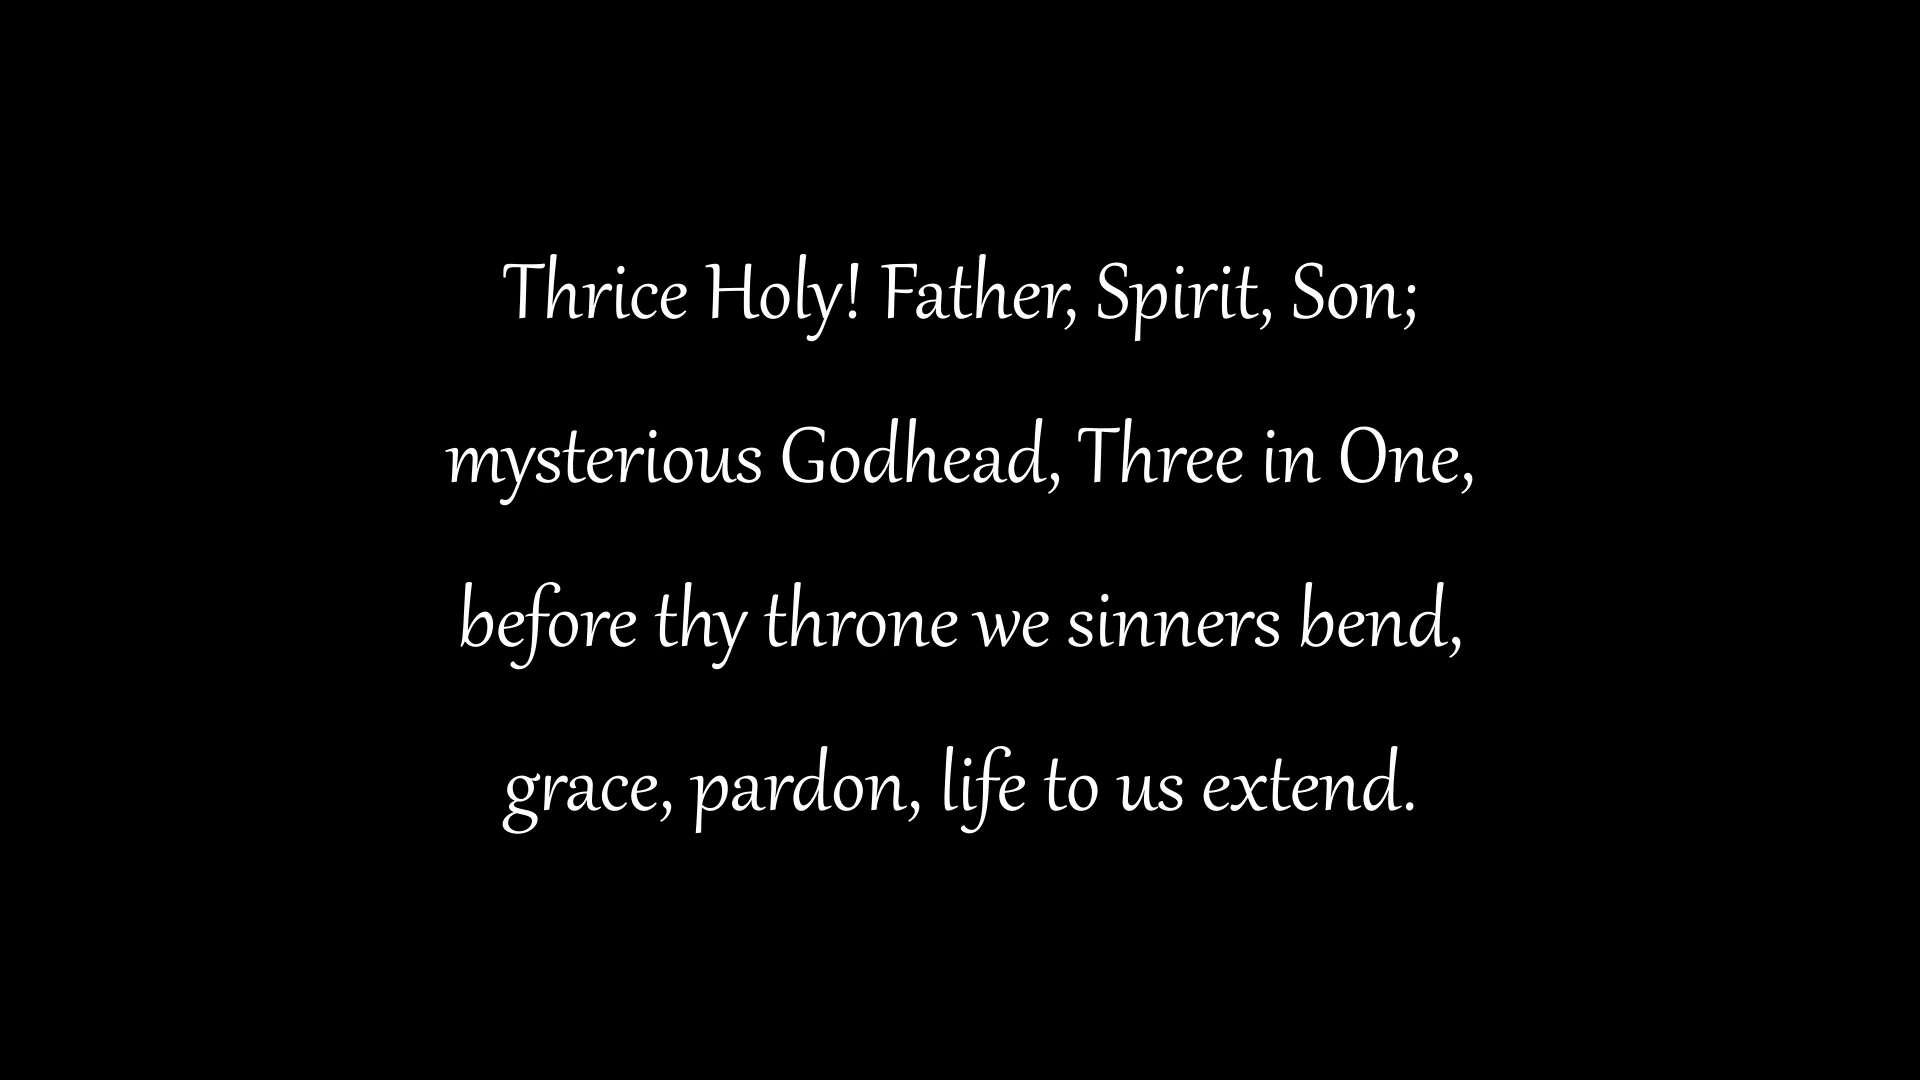 Thrice Holy! Father, Spirit, Son;
mysterious Godhead, Three in One,
before thy throne we sinners bend,
grace, pardon, life to us extend.